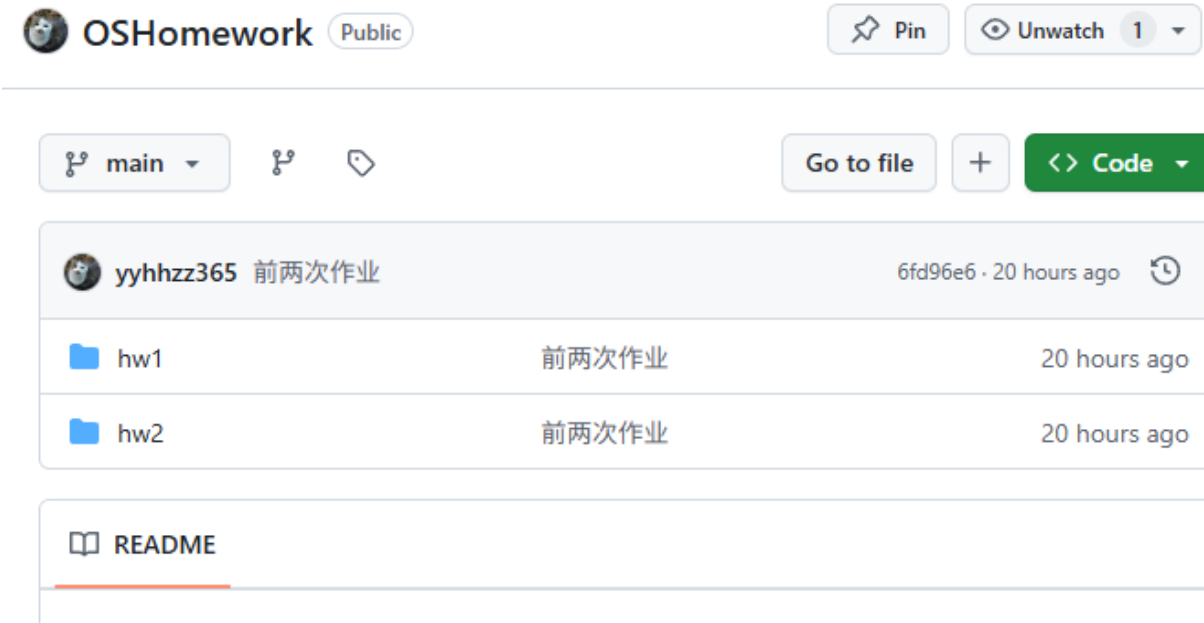 OSHomework Public Pin Unwatch 1
main Go to file + Code
yyhhzz365 前两次作业 6fd96e6 · 20 hours ago
hw1 前两次作业 20 hours ago
hw2 前两次作业 20 hours ago
README